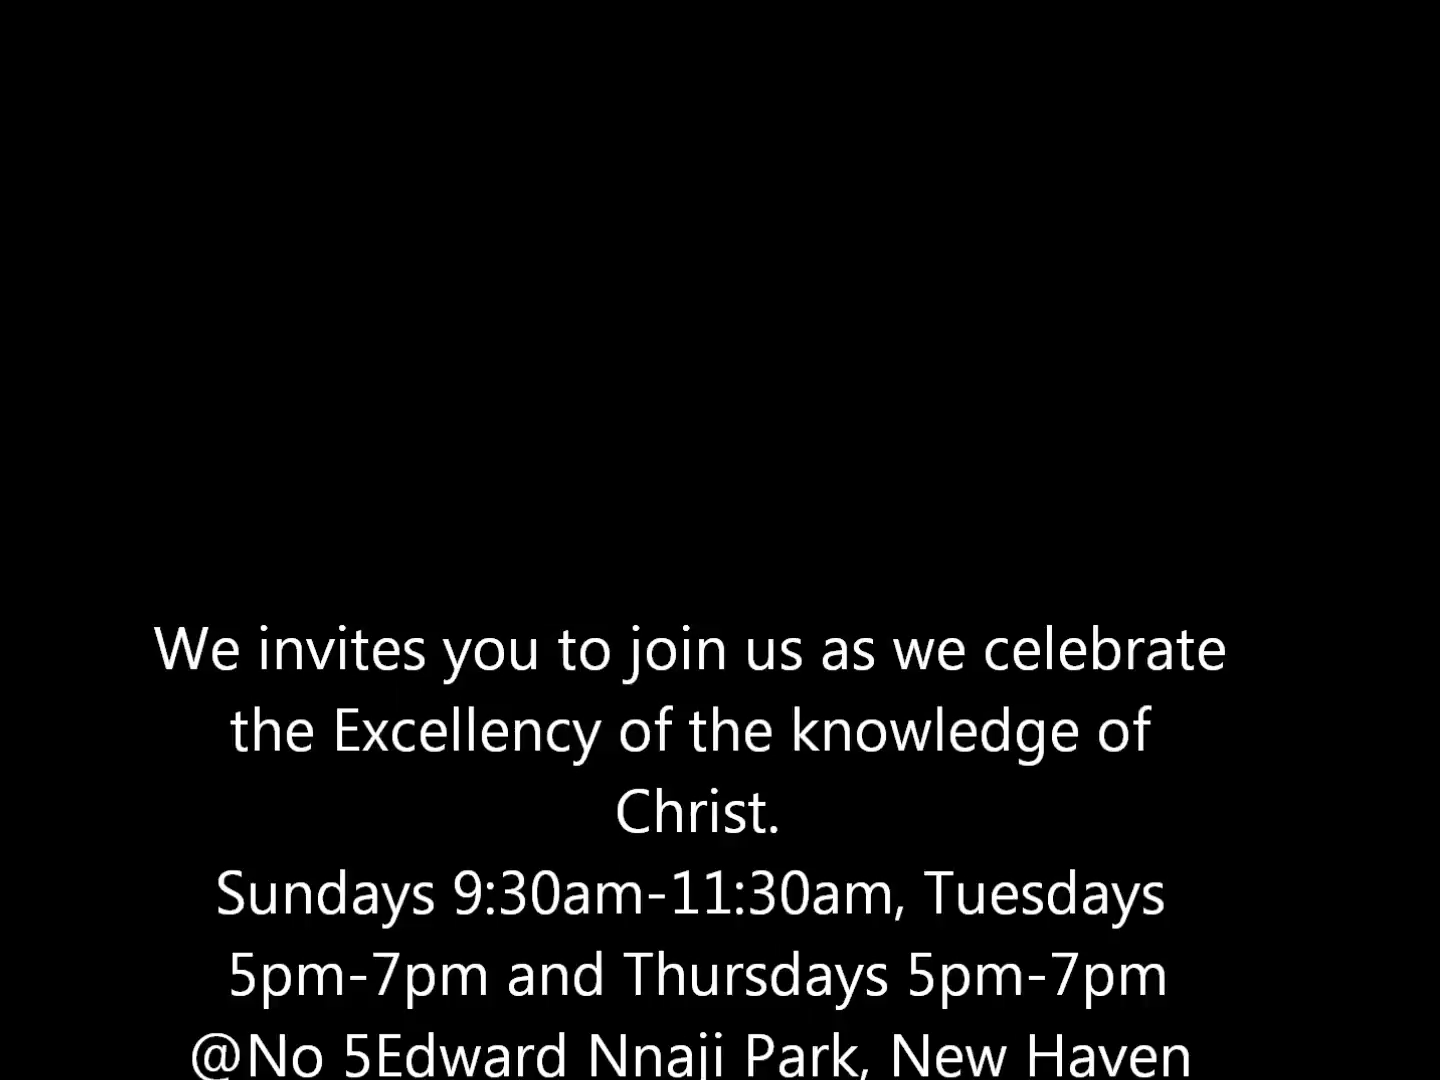 We invites you to join us as we celebrate
the Excellency of the knowledge of
Christ.
Sundays 9:30am-11:30am, Tuesdays
5pm-7pm and Thursdays 5pm-7pm
@No 5Edward Nnaji Park, New Haven